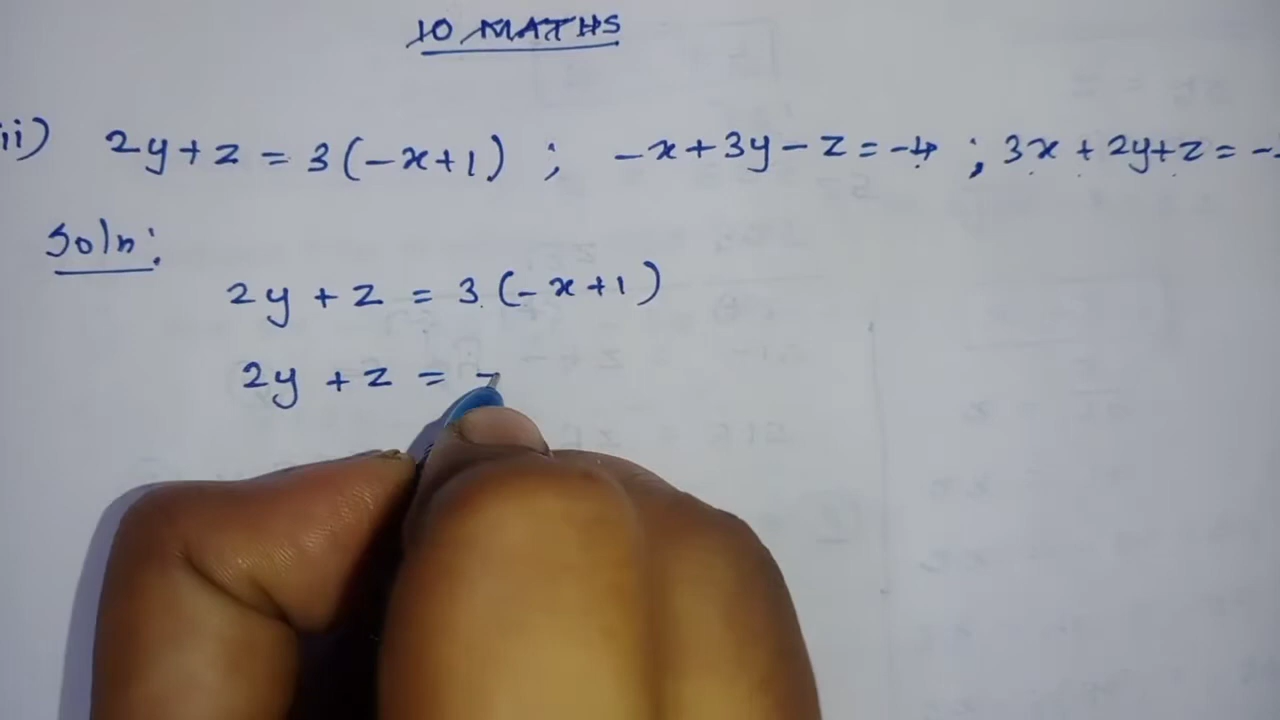 10 MATHS
ii) 2y + z = 3 (-x+1) ; -x + 3y - z = -4 ; 3x + 2y + z = -
Soln:
2y + z = 3 (-x+1)
2y + z = -